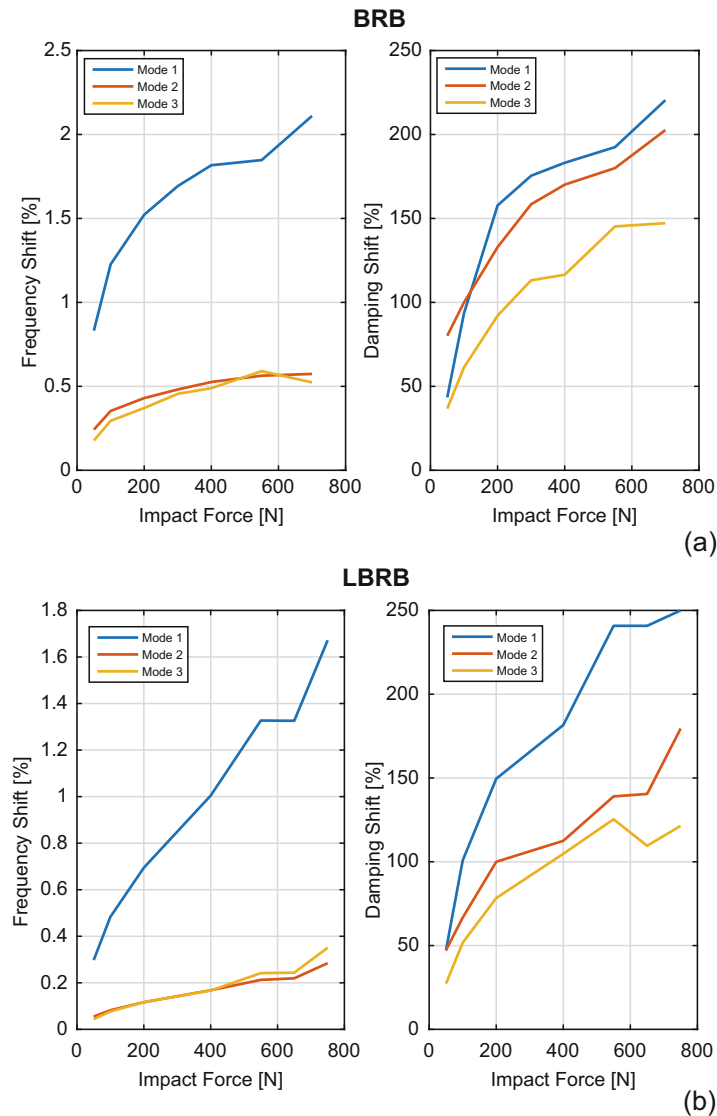 BRB
2.5
2
1.5
1
0.5
0
Frequency Shift [%]
Mode 1
Mode 2
Mode 3
0 200 400 600 800
Impact Force [N]
250
200
150
100
50
0
Damping Shift [%]
Mode 1
Mode 2
Mode 3
0 200 400 600 800
Impact Force [N]
(a)
LBRB
1.8
1.6
1.4
1.2
1
0.8
0.6
0.4
0.2
0
Frequency Shift [%]
Mode 1
Mode 2
Mode 3
0 200 400 600 800
Impact Force [N]
250
200
150
100
50
0
Damping Shift [%]
Mode 1
Mode 2
Mode 3
0 200 400 600 800
Impact Force [N]
(b)